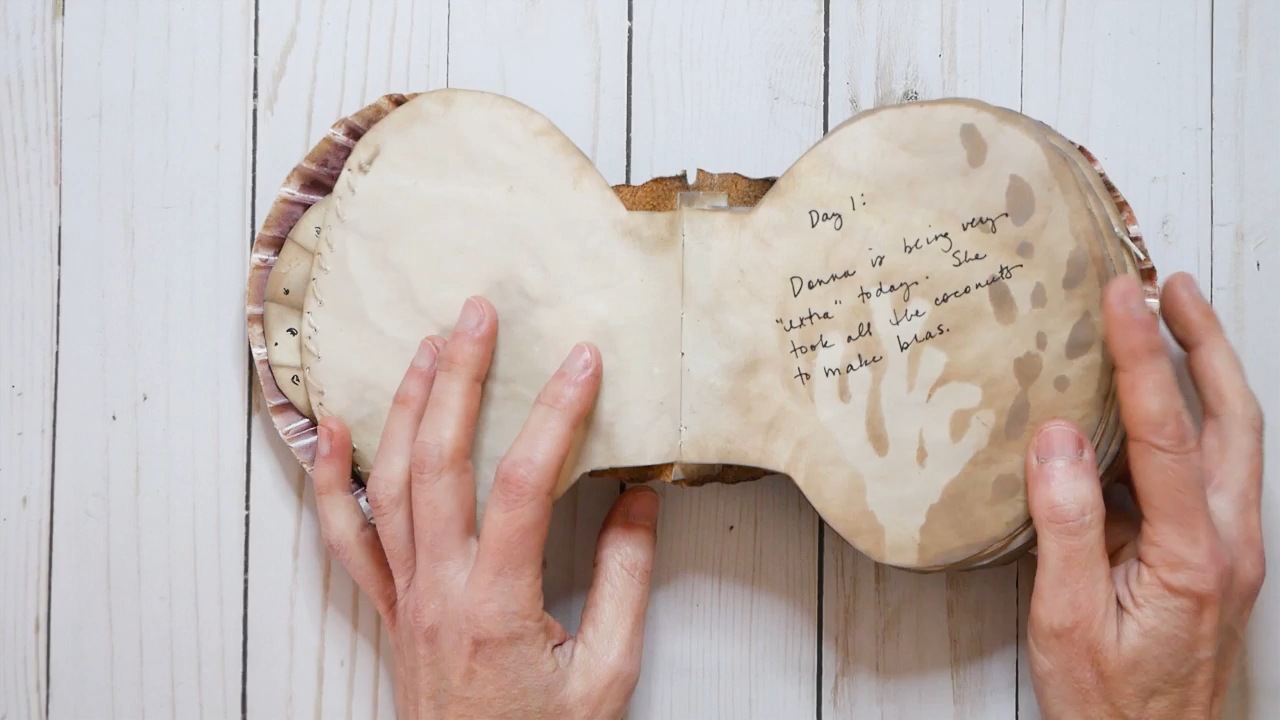 Day 1:
Donna is being very
"extra" today. She
took all the coconuts
to make bras.